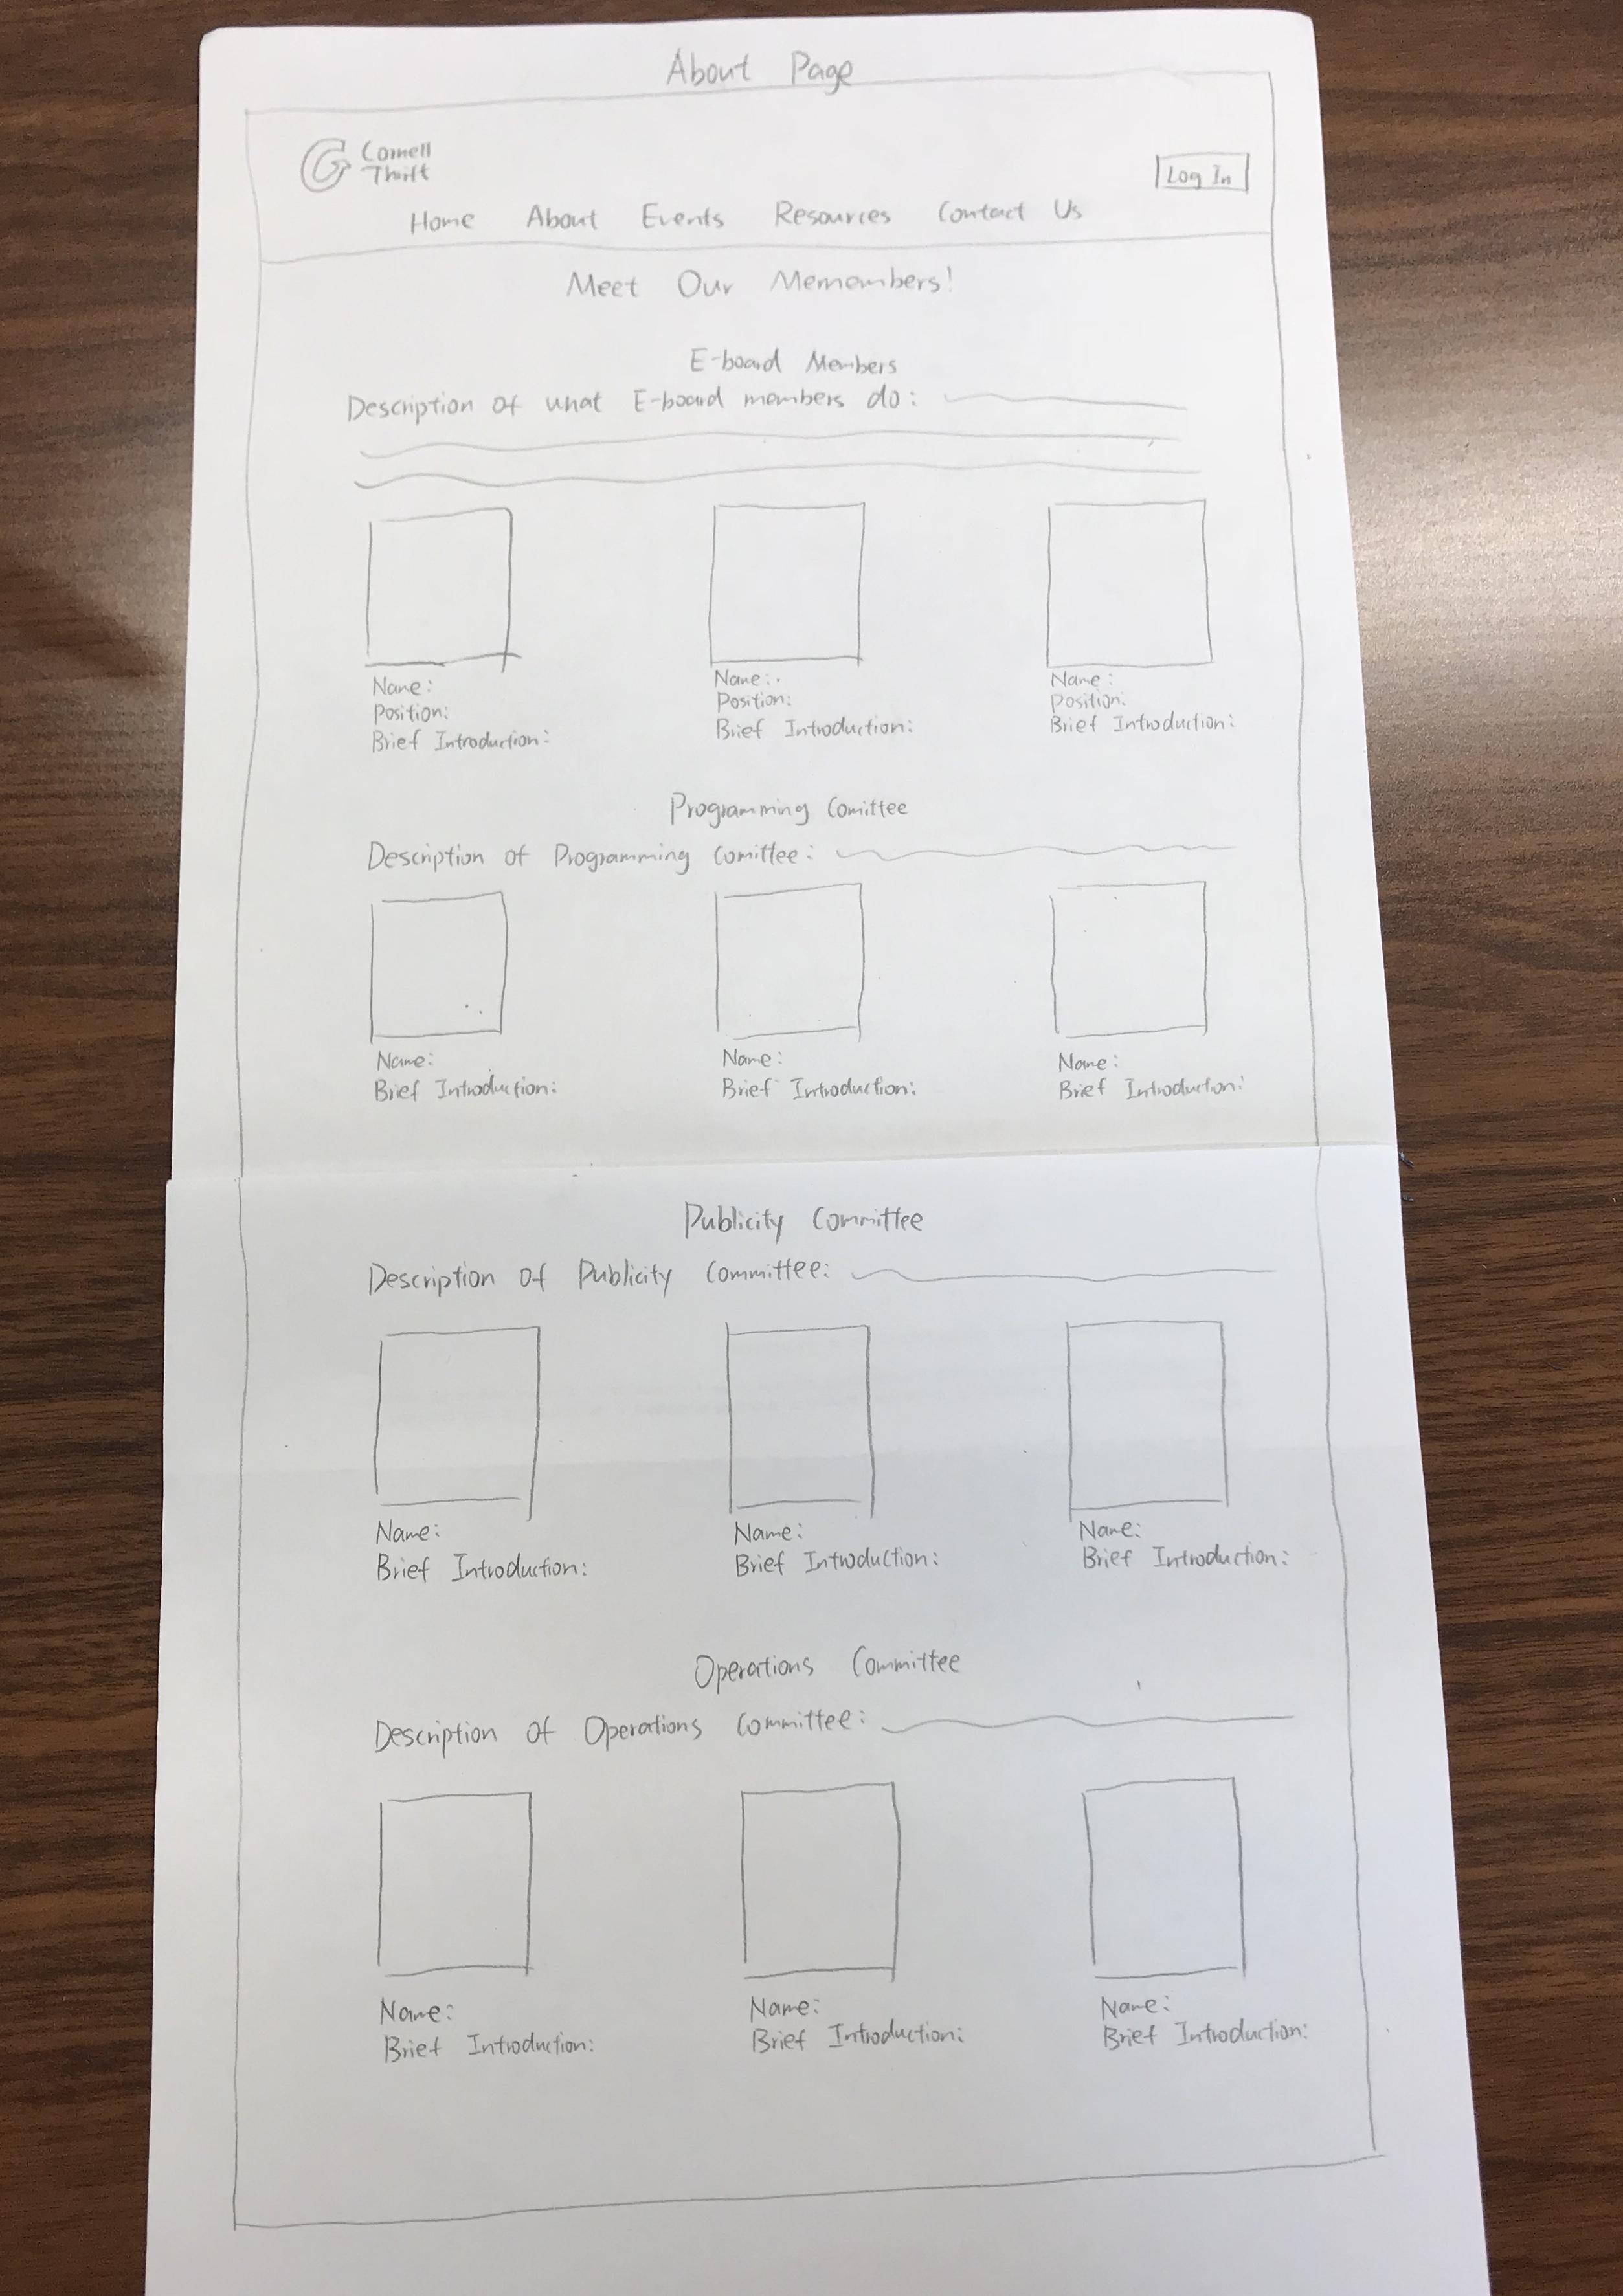 About Page
Cornell
Thrift
Log In
Home About Events Resources Contact Us
Meet Our Memembers!
E-board Members
Description of what E-board members do:
Name: Name: Name:
Position: Position: Position:
Brief Introduction: Brief Introduction: Brief Introduction:
Programming Comittee
Description of Programming Comittee:
Name: Name: Name:
Brief Introduction: Brief Introduction: Brief Introduction:
Publicity Committee
Description of Publicity Committee:
Name: Name: Name:
Brief Introduction: Brief Introduction: Brief Introduction:
Operations Committee
Description of Operations Committee:
Name: Name: Name:
Brief Introduction: Brief Introduction: Brief Introduction: